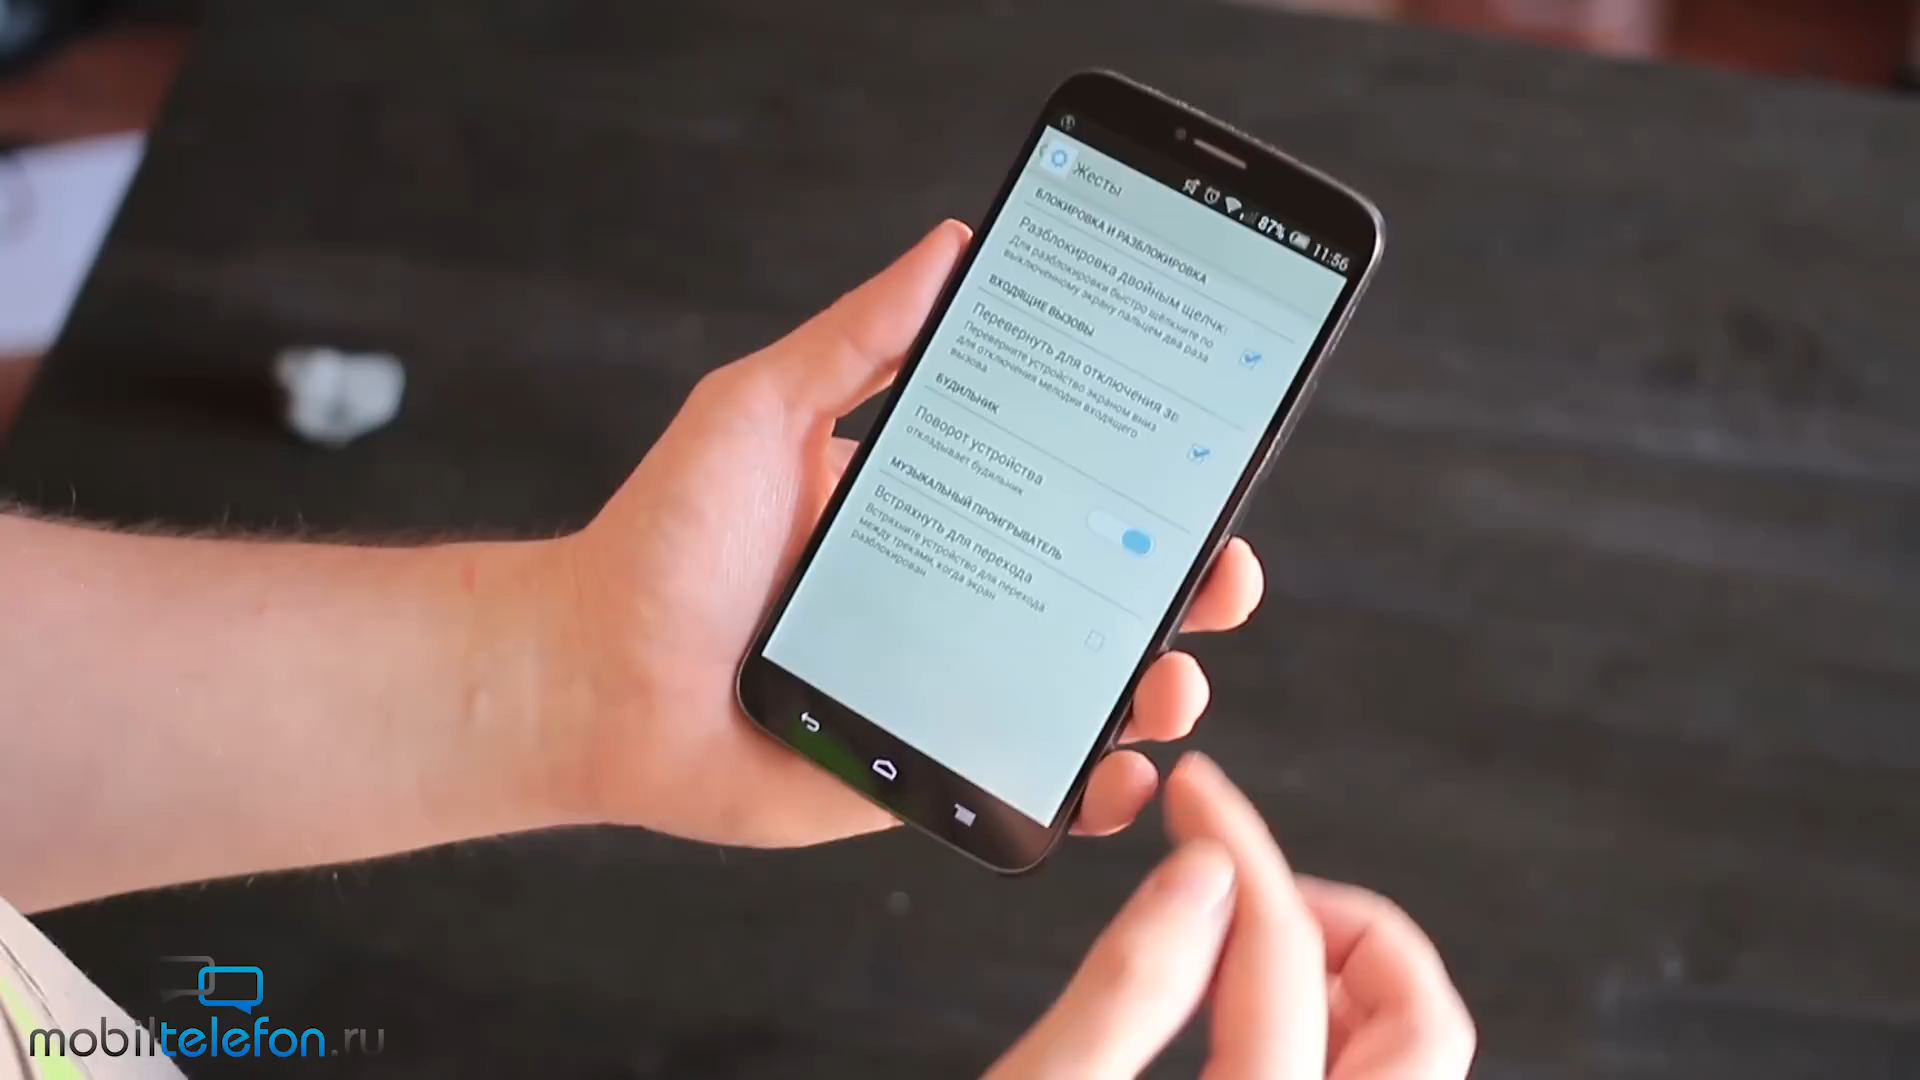 87% 11:56
Жесты
БЛОКИРОВКА И РАЗБЛОКИРОВКА
Разблокировка двойным щелчк
Для разблокировки быстро щёлкните по
выключенному экрану пальцем два раза
ВХОДЯЩИЕ ВЫЗОВЫ
Перевернуть для отключения зв
Переверните устройство экраном вниз
для отключения мелодии входящего
вызова
БУДИЛЬНИК
Поворот устройства
откладывает будильник
МУЗЫКАЛЬНЫЙ ПРОИГРЫВАТЕЛЬ
Встряхнуть для перехода
Встряхните устройство для перехода
между треками, когда экран
разблокирован
mobiltelefon.ru